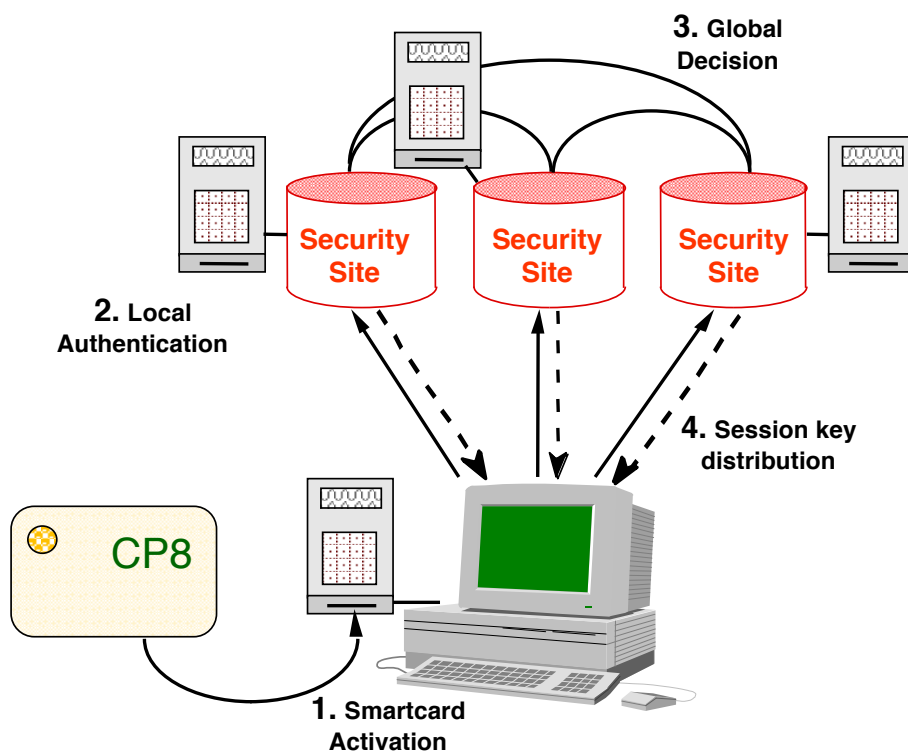 3. Global
Decision
Security
Site
Security
Site
Security
Site
2. Local
Authentication
4. Session key
distribution
CP8
1. Smartcard
Activation